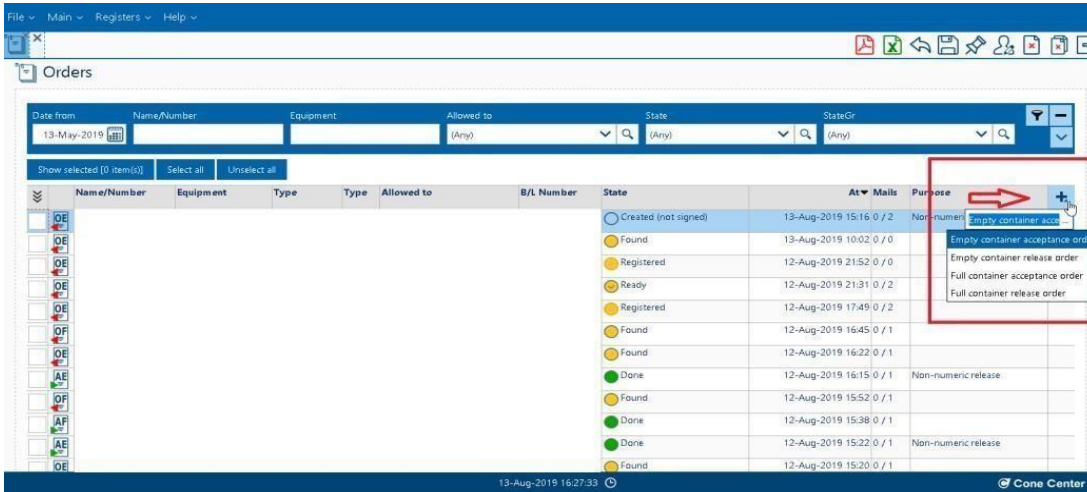 File Main Registers Help
Orders
Date from Name/Number Equipment Allowed to State StateGr
13-May-2019 (Any) (Any) (Any)
Show selected [0 item(s)] Select all Unselect all
Name/Number Equipment Type Type Allowed to B/L Number State At Mails Purpose
OE Created (not signed) 13-Aug-2019 15:16 0 / 2 Non-numeri Empty container acce ...
OE Found 13-Aug-2019 10:02 0 / 0 Empty container acceptance ord
OE Registered 12-Aug-2019 21:52 0 / 0 Empty container release order
OE Ready 12-Aug-2019 21:31 0 / 2 Full container acceptance order
OE Registered 12-Aug-2019 17:49 0 / 2 Full container release order
OF Found 12-Aug-2019 16:45 0 / 1
OE Found 12-Aug-2019 16:22 0 / 1
AE Done 12-Aug-2019 16:15 0 / 1 Non-numeric release
OF Found 12-Aug-2019 15:52 0 / 1
AF Done 12-Aug-2019 15:38 0 / 1
AE Done 12-Aug-2019 15:22 0 / 1 Non-numeric release
OE Found 12-Aug-2019 15:20 0 / 1
13-Aug-2019 16:27:33 Cone Center